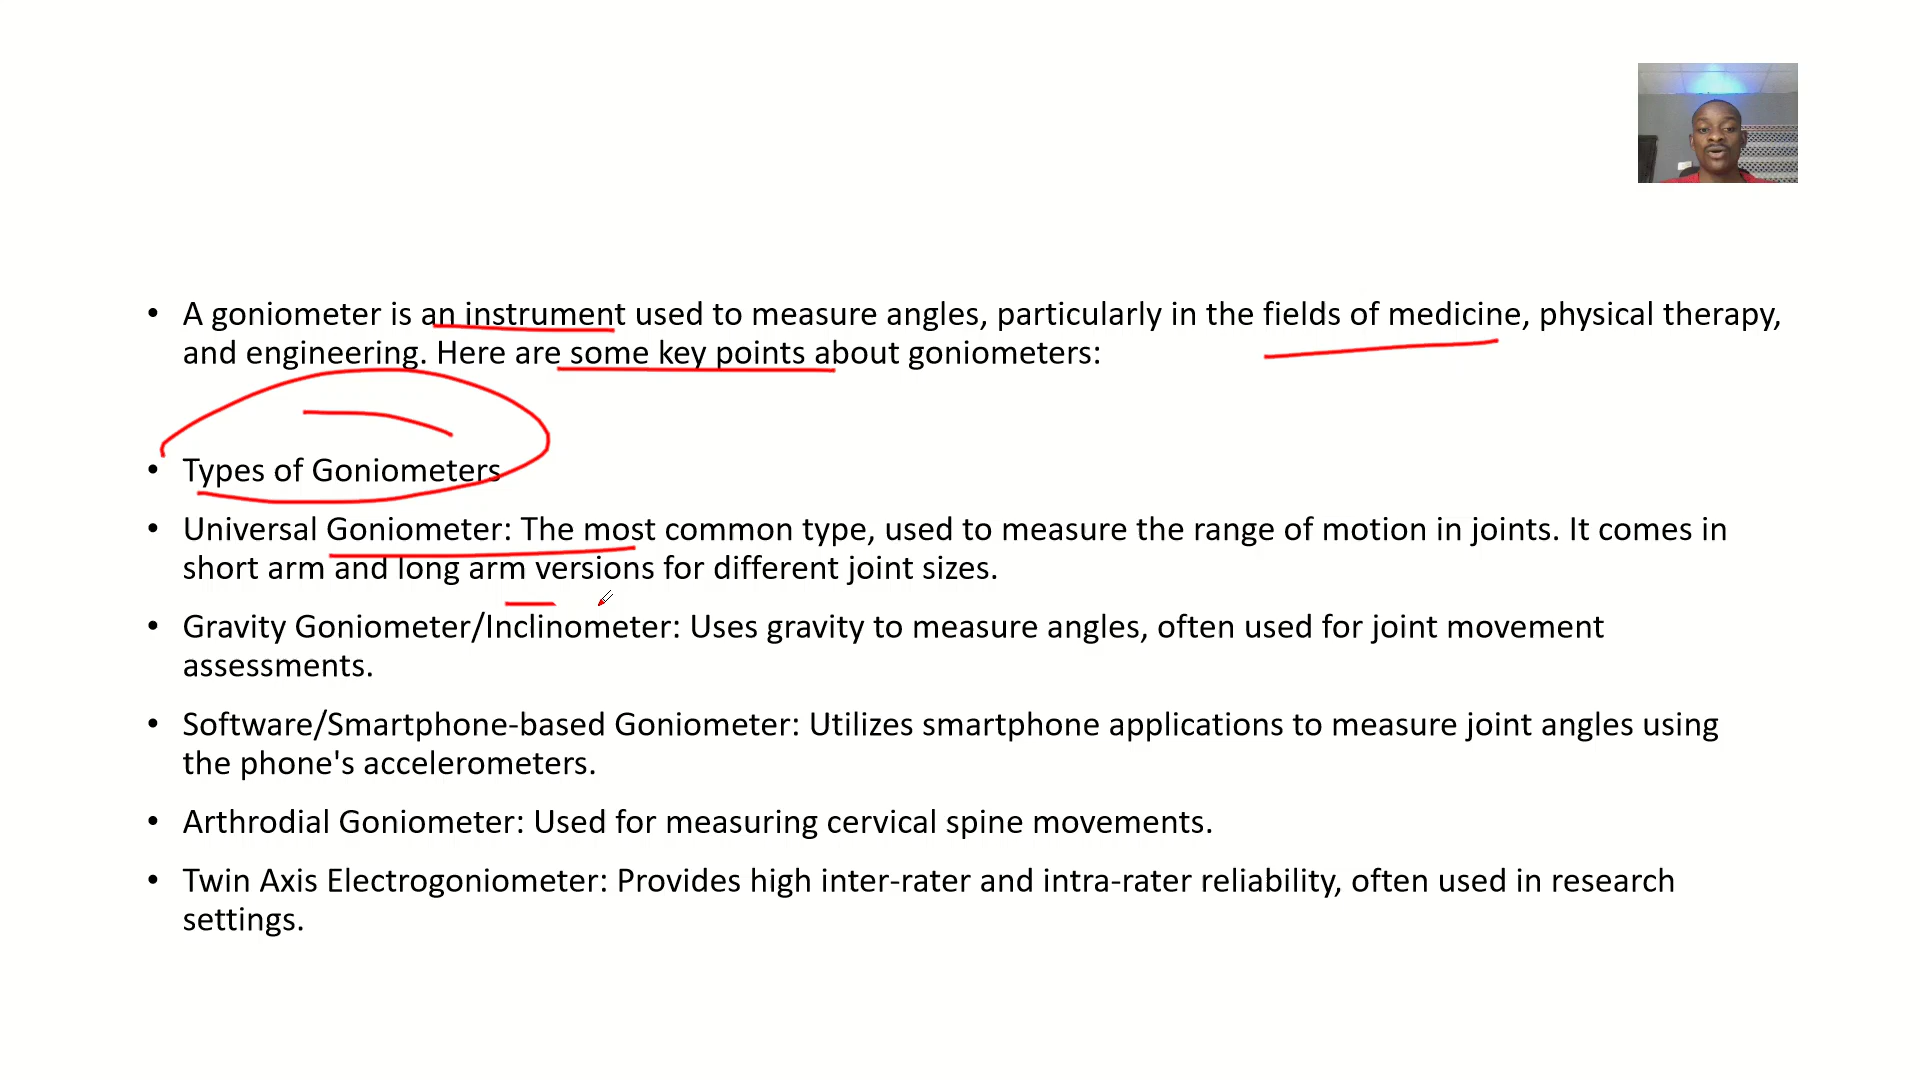 • A goniometer is an instrument used to measure angles, particularly in the fields of medicine, physical therapy,
and engineering. Here are some key points about goniometers:
• Types of Goniometers
• Universal Goniometer: The most common type, used to measure the range of motion in joints. It comes in
short arm and long arm versions for different joint sizes.
• Gravity Goniometer/Inclinometer: Uses gravity to measure angles, often used for joint movement
assessments.
• Software/Smartphone-based Goniometer: Utilizes smartphone applications to measure joint angles using
the phone's accelerometers.
• Arthrodial Goniometer: Used for measuring cervical spine movements.
• Twin Axis Electrogoniometer: Provides high inter-rater and intra-rater reliability, often used in research
settings.